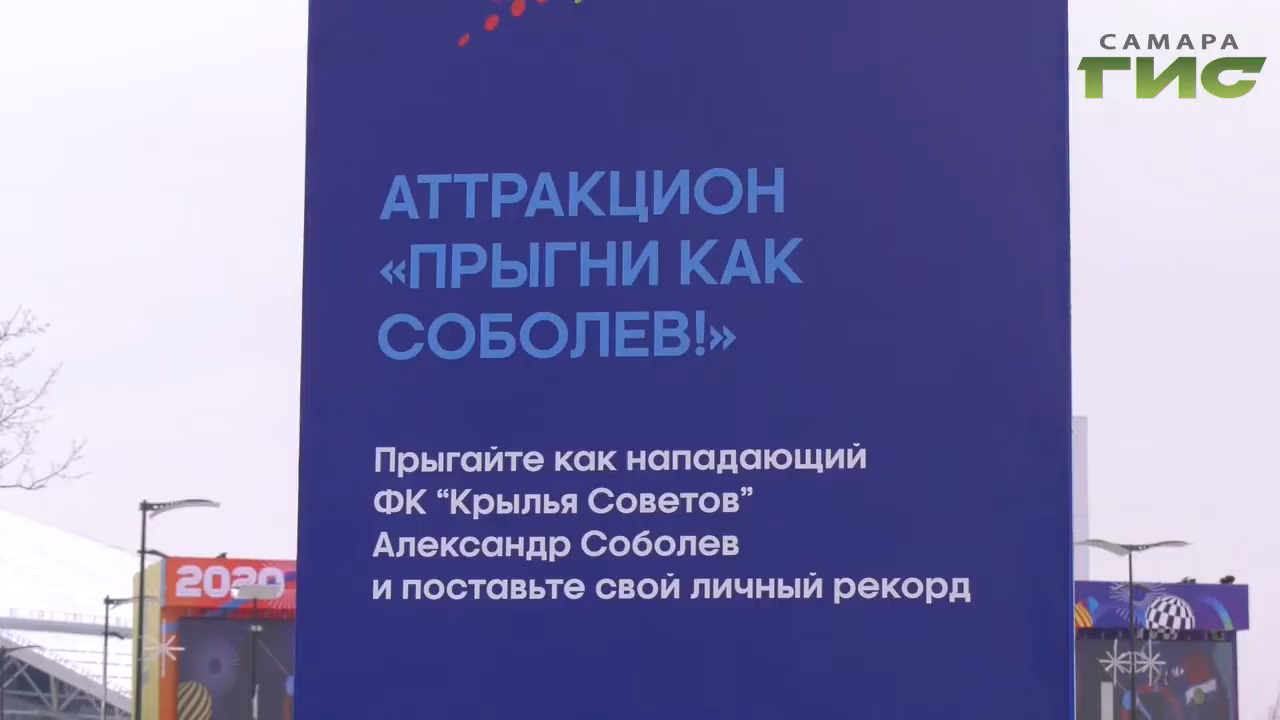 САМАРА
ГИС
АТТРАКЦИОН
«ПРЫГНИ КАК
СОБОЛЕВ!»
Прыгайте как нападающий
ФК “Крылья Советов”
Александр Соболев
и поставьте свой личный рекорд
2020